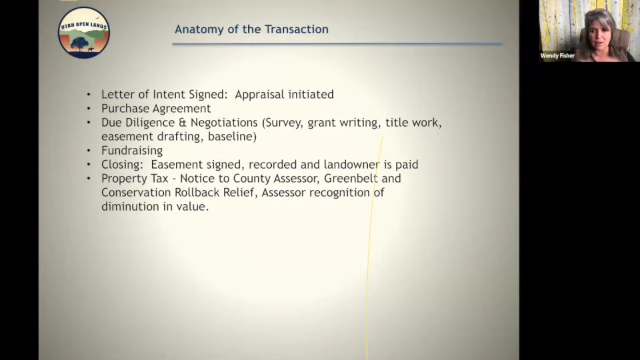 UTAH OPEN LANDS
Anatomy of the Transaction
Wendy Fisher
• Letter of Intent Signed: Appraisal initiated
• Purchase Agreement
• Due Diligence & Negotiations (Survey, grant writing, title work,
easement drafting, baseline)
• Fundraising
• Closing: Easement signed, recorded and landowner is paid
• Property Tax - Notice to County Assessor, Greenbelt and
Conservation Rollback Relief, Assessor recognition of
diminution in value.